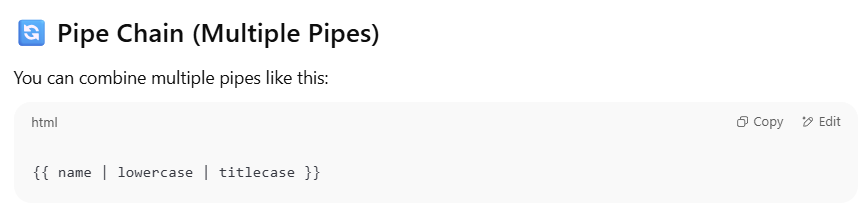 🔄 Pipe Chain (Multiple Pipes)
You can combine multiple pipes like this:
html Copy Edit
{{ name | lowercase | titlecase }}